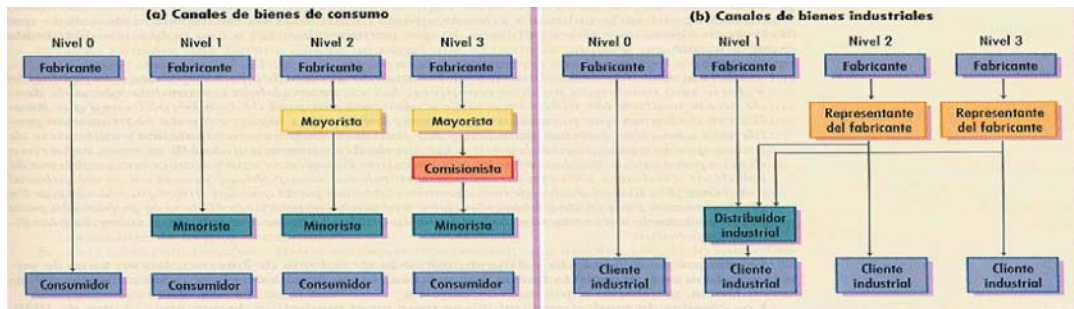 (a) Canales de bienes de consumo
Nivel 0
Nivel 1
Nivel 2
Nivel 3
Fabricante
Fabricante
Fabricante
Fabricante
Mayorista
Mayorista
Comisionista
Minorista
Minorista
Minorista
Consumidor
Consumidor
Consumidor
Consumidor
(b) Canales de bienes industriales
Nivel 0
Nivel 1
Nivel 2
Nivel 3
Fabricante
Fabricante
Fabricante
Fabricante
Representante
del fabricante
Representante
del fabricante
Distribuidor
industrial
Cliente
industrial
Cliente
industrial
Cliente
industrial
Cliente
industrial